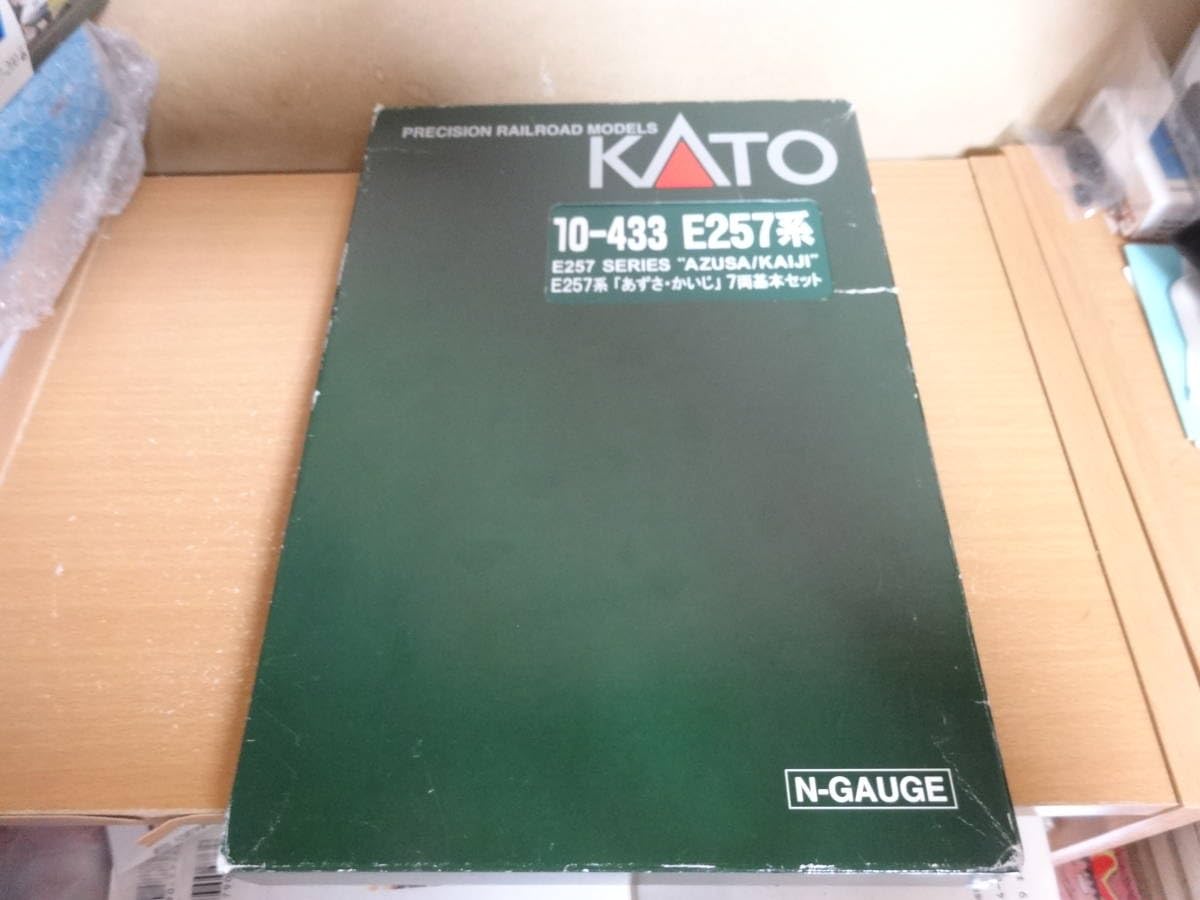 PRECISION RAILROAD MODELS
KATO
10-433 E257系
E257 SERIES "AZUSA/KAIJI"
E257系「あずさ・かいじ」7両基本セット
N-GAUGE